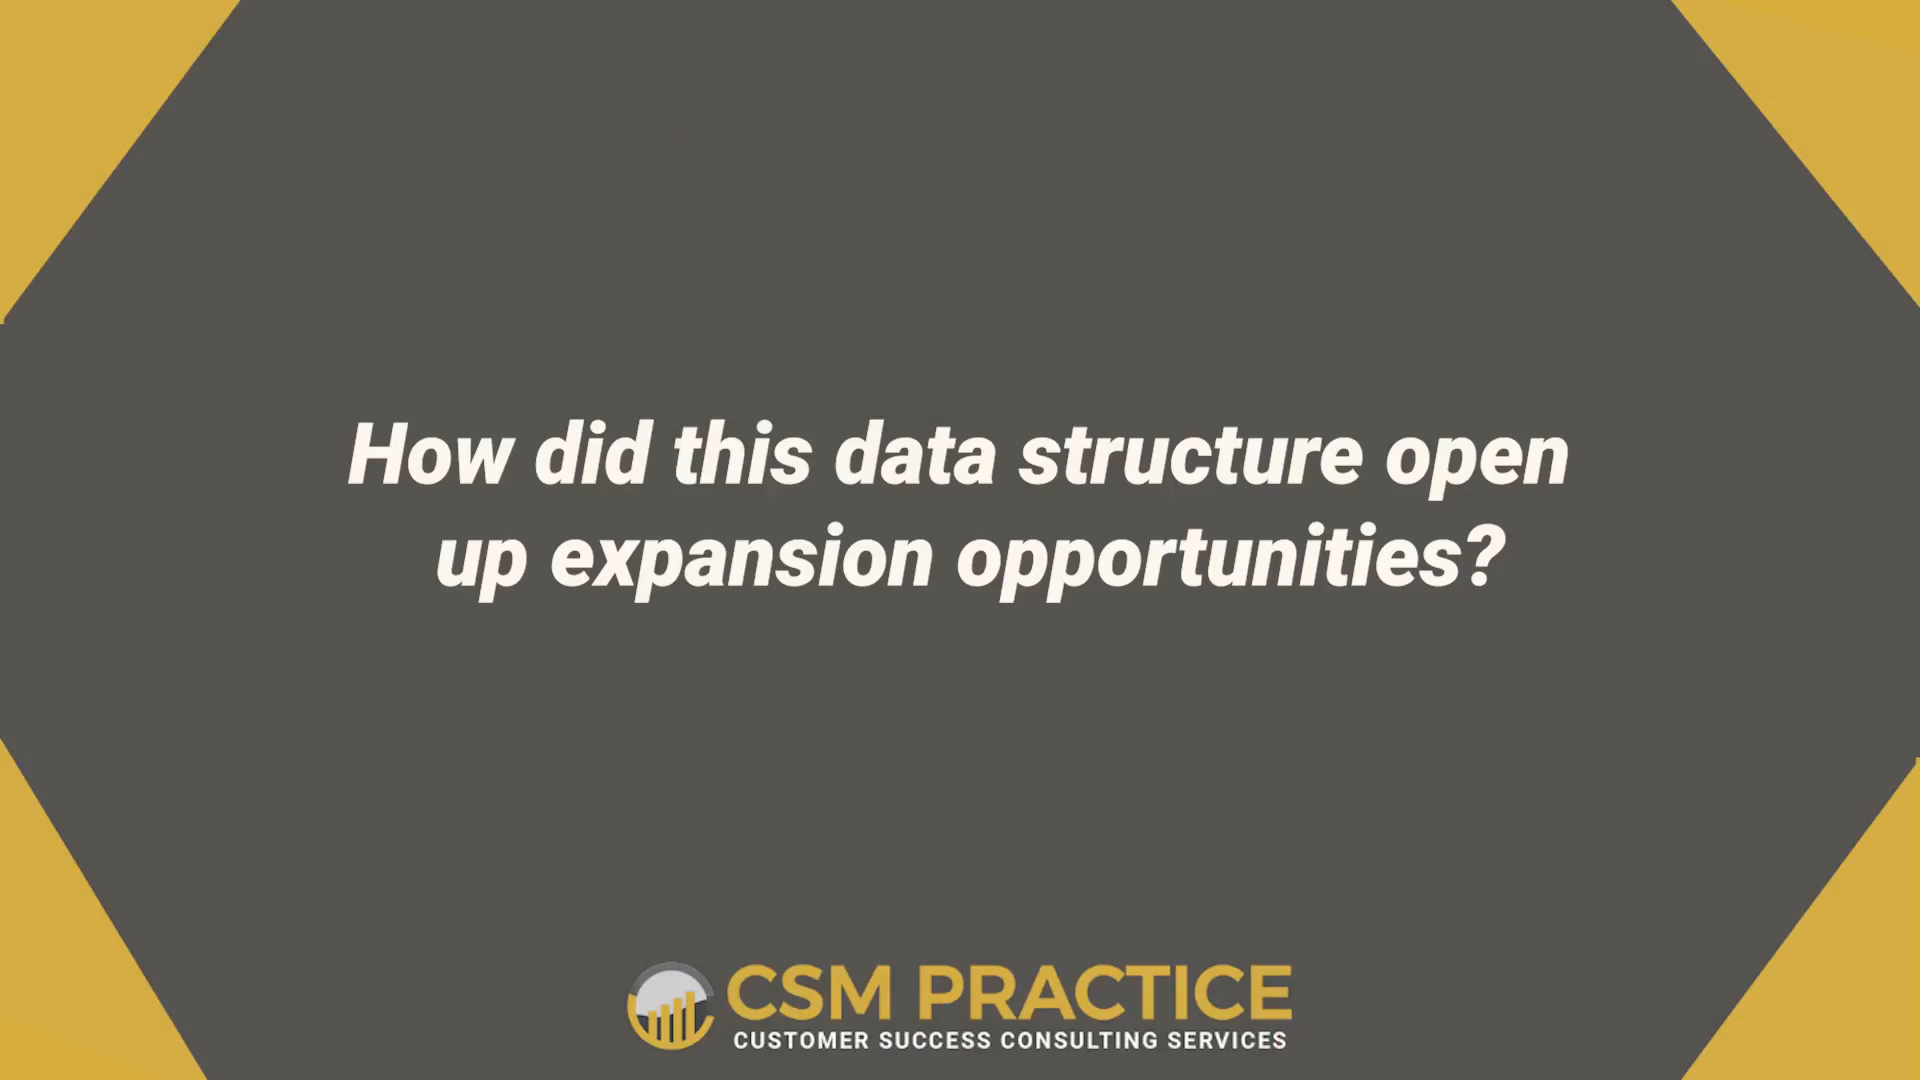 How did this data structure open
up expansion opportunities?
CSM PRACTICE
CUSTOMER SUCCESS CONSULTING SERVICES